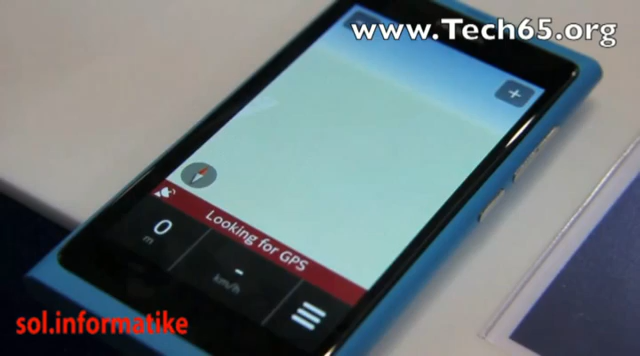 www.Tech65.org
+
Looking for GPS
0
m
-
km/h
sol.informatike